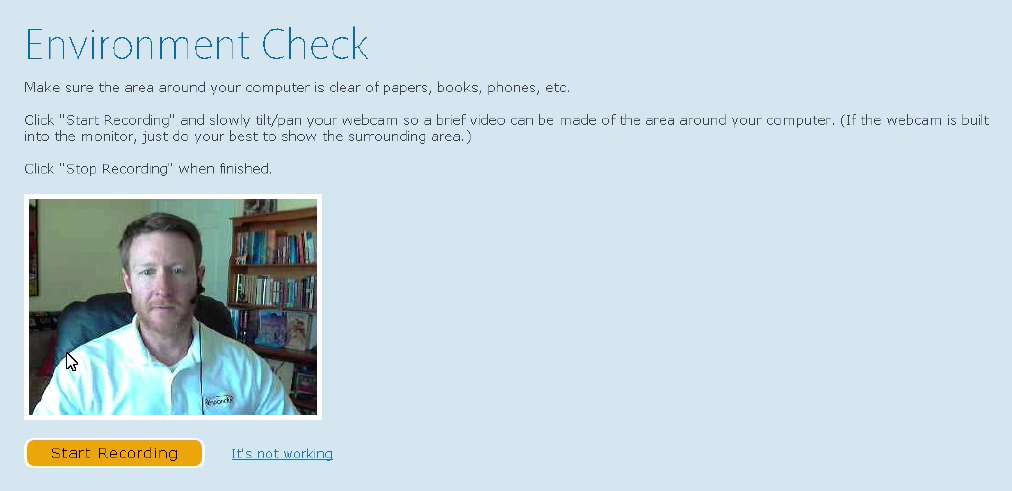 Environment Check
Make sure the area around your computer is clear of papers, books, phones, etc.
Click "Start Recording" and slowly tilt/pan your webcam so a brief video can be made of the area around your computer. (If the webcam is built
into the monitor, just do your best to show the surrounding area.)
Click "Stop Recording" when finished.
Start Recording
It's not working